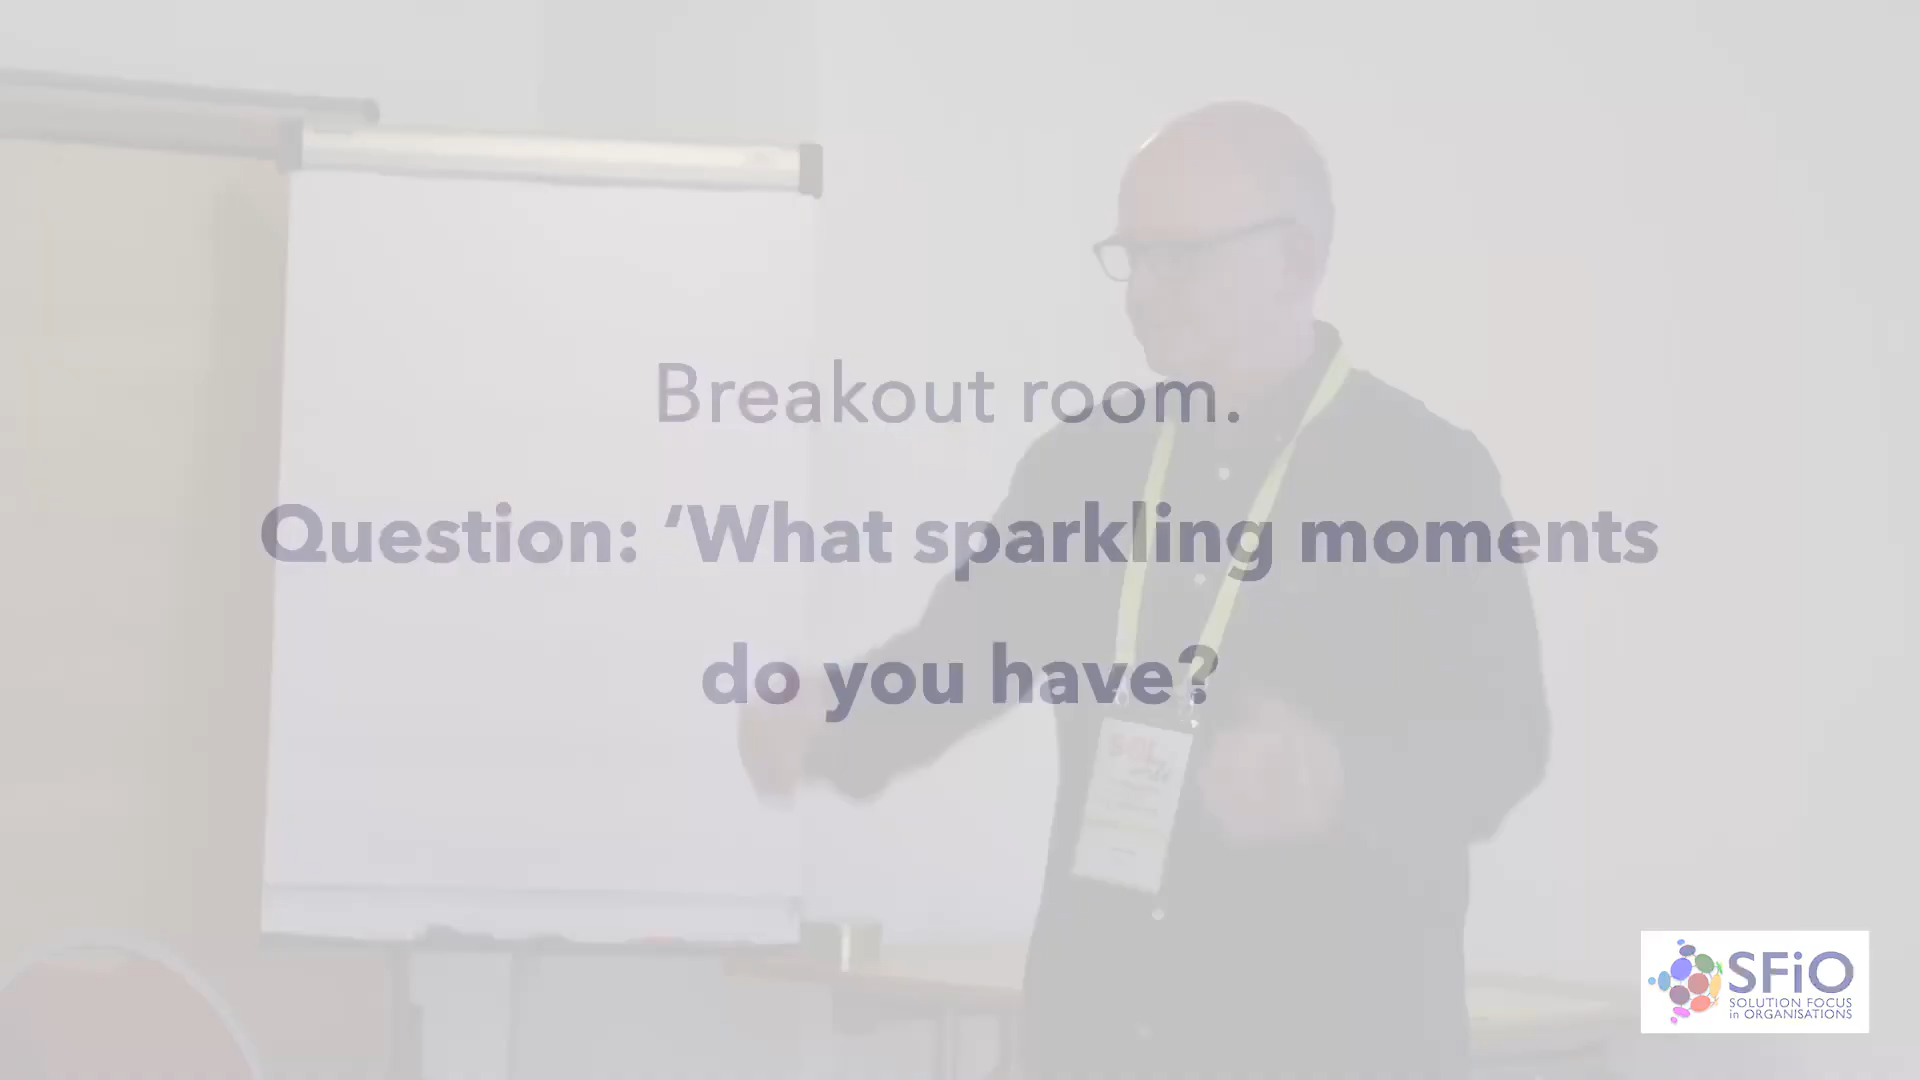 Breakout room.
Question: ‘What sparkling moments
do you have?
SFiO
SOLUTION FOCUS
in ORGANISATIONS